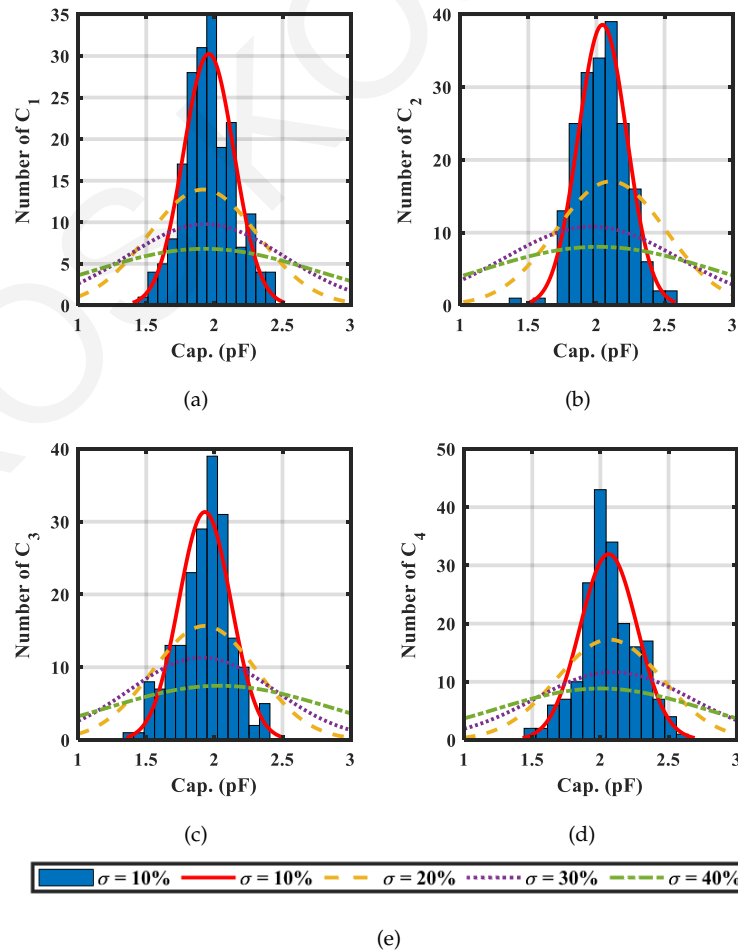 35
30
25
20
15
10
5
0
Number of C1
1 1.5 2 2.5 3
Cap. (pF)
(a)
40
30
20
10
0
Number of C2
1 1.5 2 2.5 3
Cap. (pF)
(b)
40
30
20
10
0
Number of C3
1 1.5 2 2.5 3
Cap. (pF)
(c)
50
40
30
20
10
0
Number of C4
1 1.5 2 2.5 3
Cap. (pF)
(d)
σ = 10% σ = 10% σ = 20% σ = 30% σ = 40%
(e)